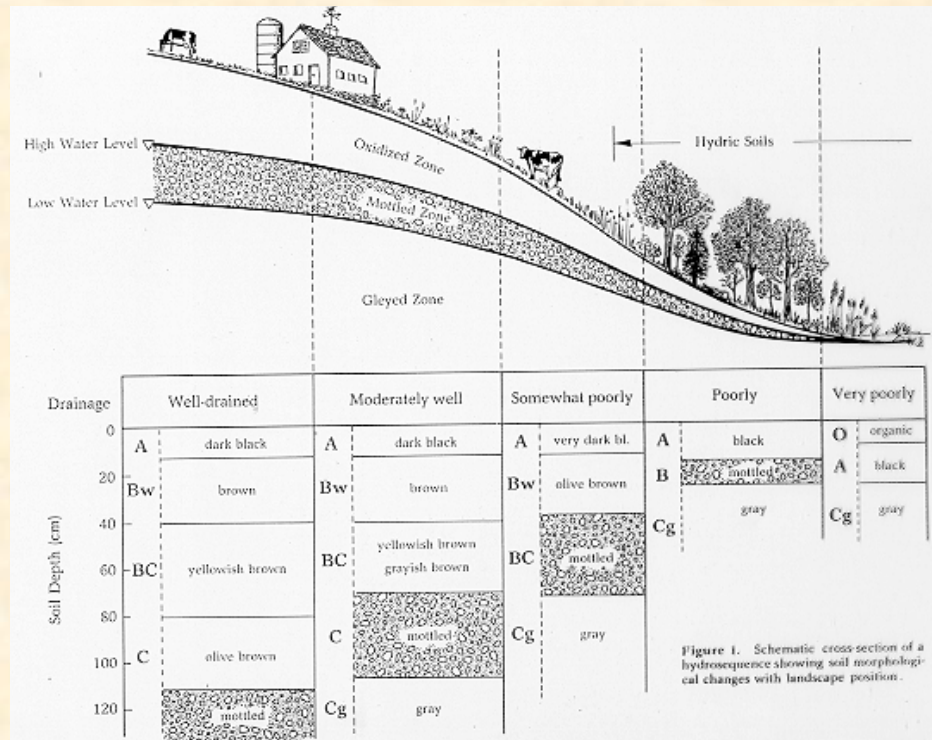 High Water Level
Oxidized Zone
Hydric Soils
Mottled Zone
Low Water Level
Gleyed Zone
Drainage
Well-drained
Moderately well
Somewhat poorly
Poorly
Very poorly
Soil Depth (cm)
0
20
40
60
80
100
120
A dark black
Bw brown
BC yellowish brown
C olive brown
mottled
A dark black
Bw brown
BC yellowish brown
grayish brown
C mottled
Cg gray
A very dark bl.
Bw olive brown
BC mottled
Cg gray
A black
B mottled
Cg gray
O organic
A black
Cg gray
Figure 1. Schematic cross-section of a
hydrosequence showing soil morphologi-
cal changes with landscape position.